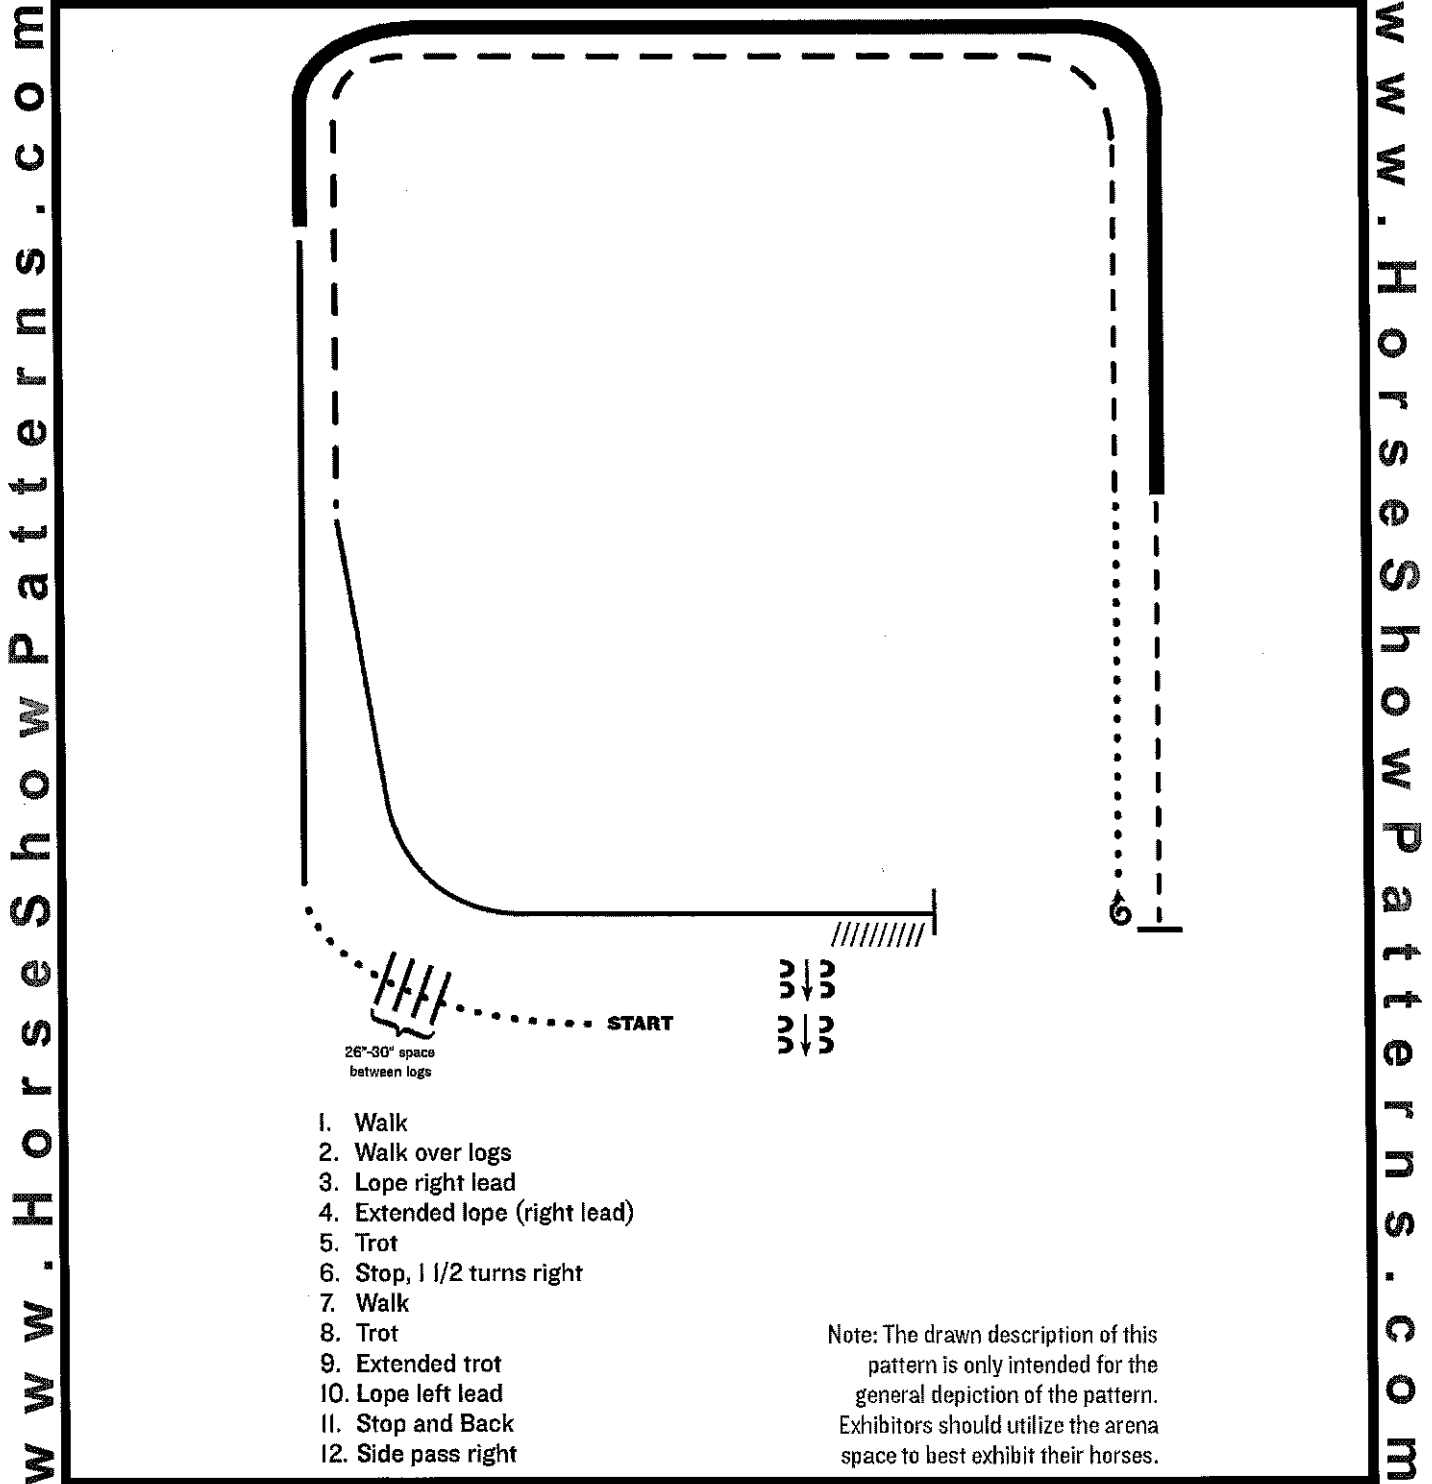 www.HorseShowPatterns.com
www.HorseShowPatterns.com
START
26"-30" space
between logs
1. Walk
2. Walk over logs
3. Lope right lead
4. Extended lope (right lead)
5. Trot
6. Stop, 1 1/2 turns right
7. Walk
8. Trot
9. Extended trot
10. Lope left lead
11. Stop and Back
12. Side pass right
Note: The drawn description of this
pattern is only intended for the
general depiction of the pattern.
Exhibitors should utilize the arena
space to best exhibit their horses.